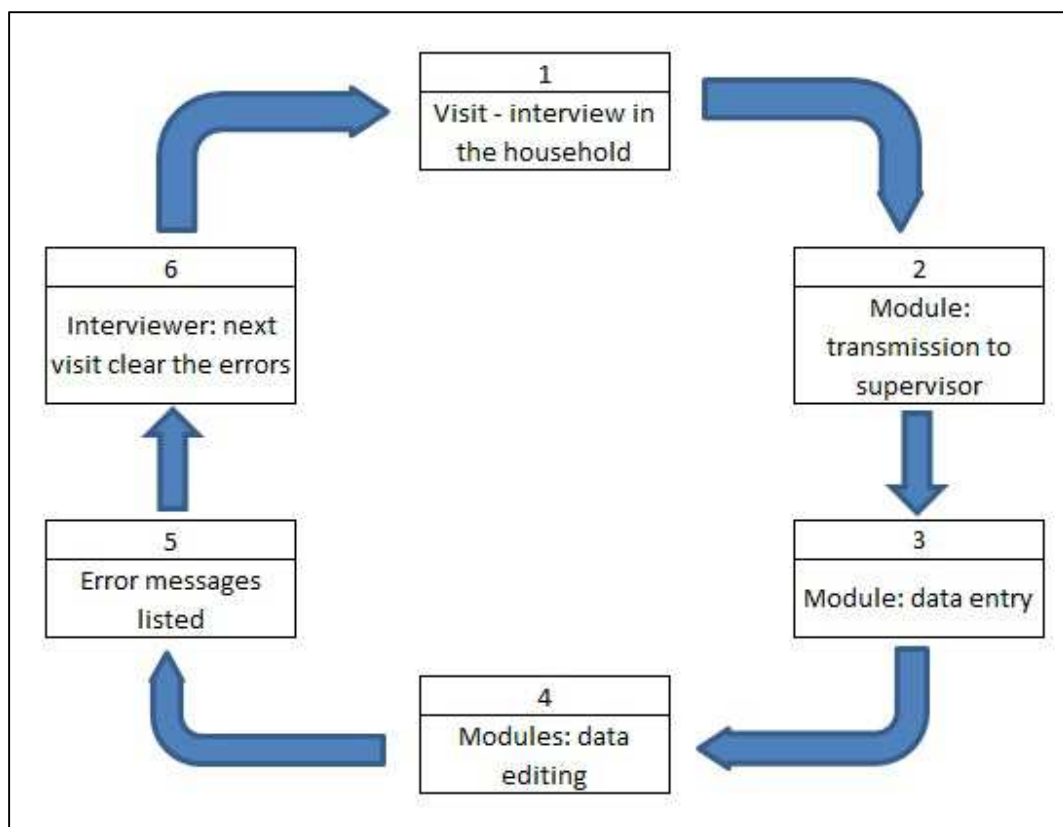 1
Visit - interview in
the household
2
Module:
transmission to
supervisor
3
Module: data entry
4
Modules: data
editing
5
Error messages
listed
6
Interviewer: next
visit clear the errors